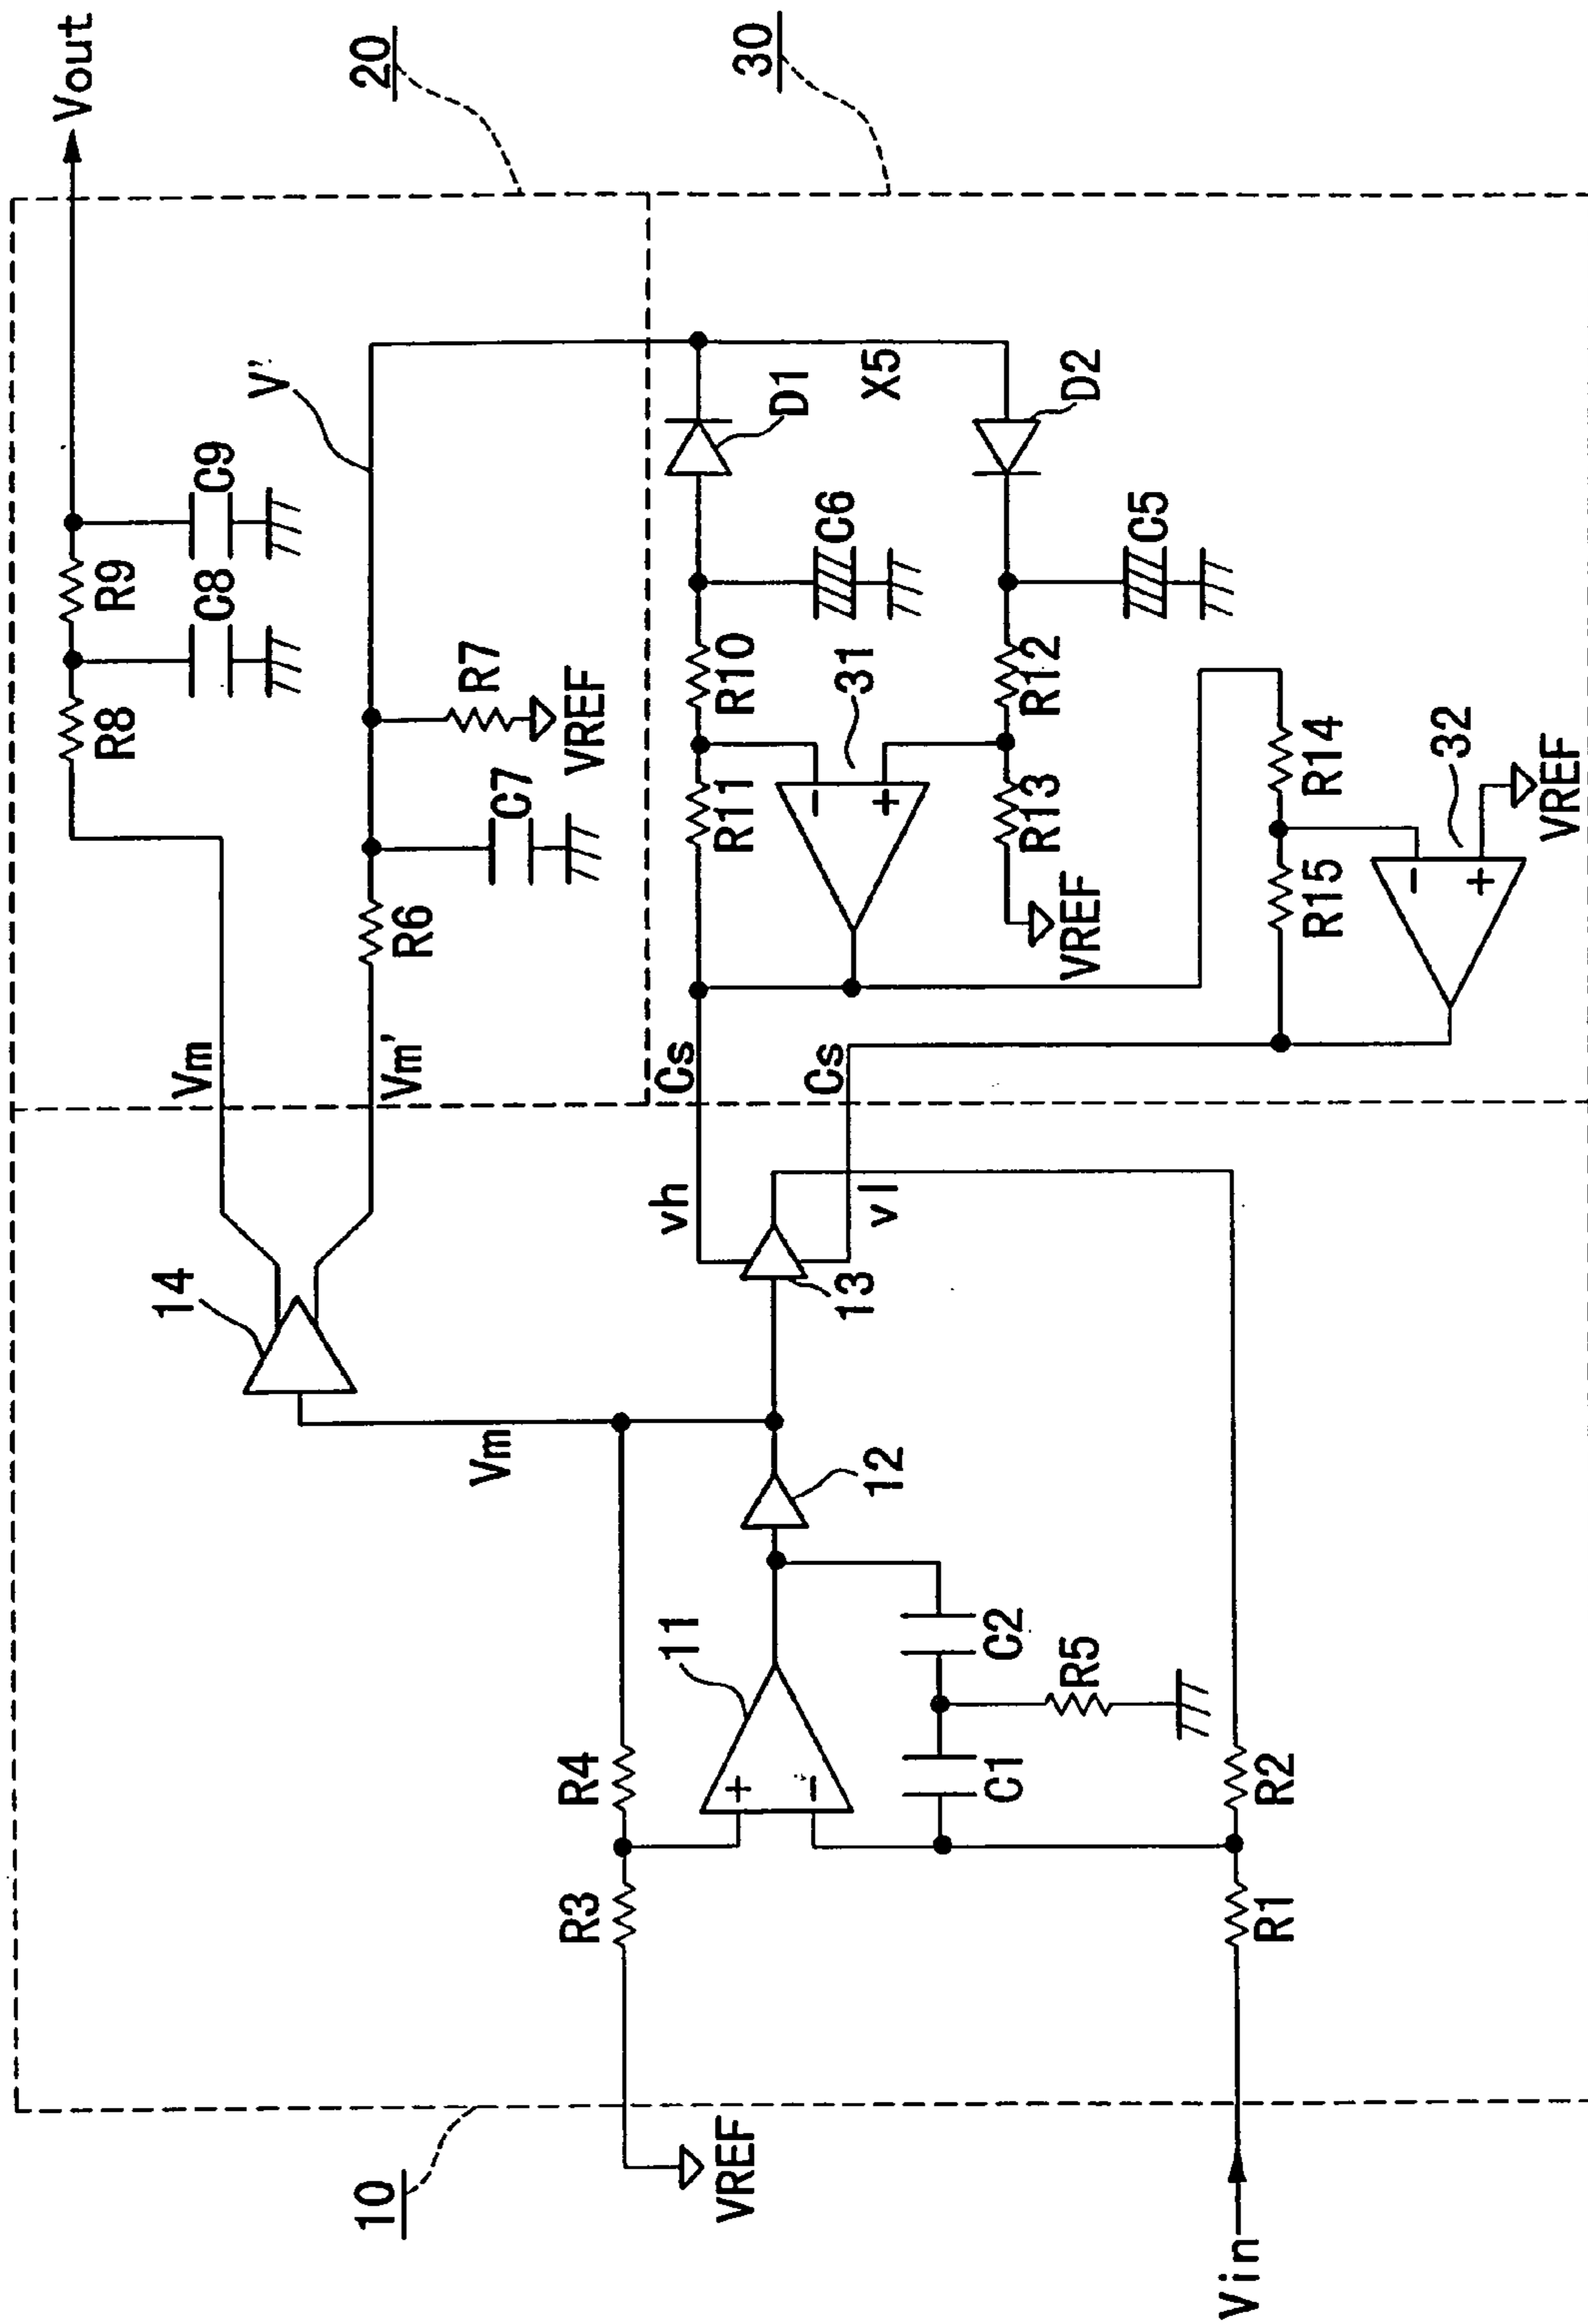 Vout
20
30
R8
R9
C8
C9
V'
Vm
Vm'
R6
C7
R7
VREF
14
Vm
Cs
Cs
vh
vl
R11
R10
C6
D1
X5
D2
31
-
+
R13
R12
C5
VREF
R14
R15
32
-
+
VREF
13
12
11
+
-
R3
R4
C1
C2
R5
R1
R2
10
VREF
Vin